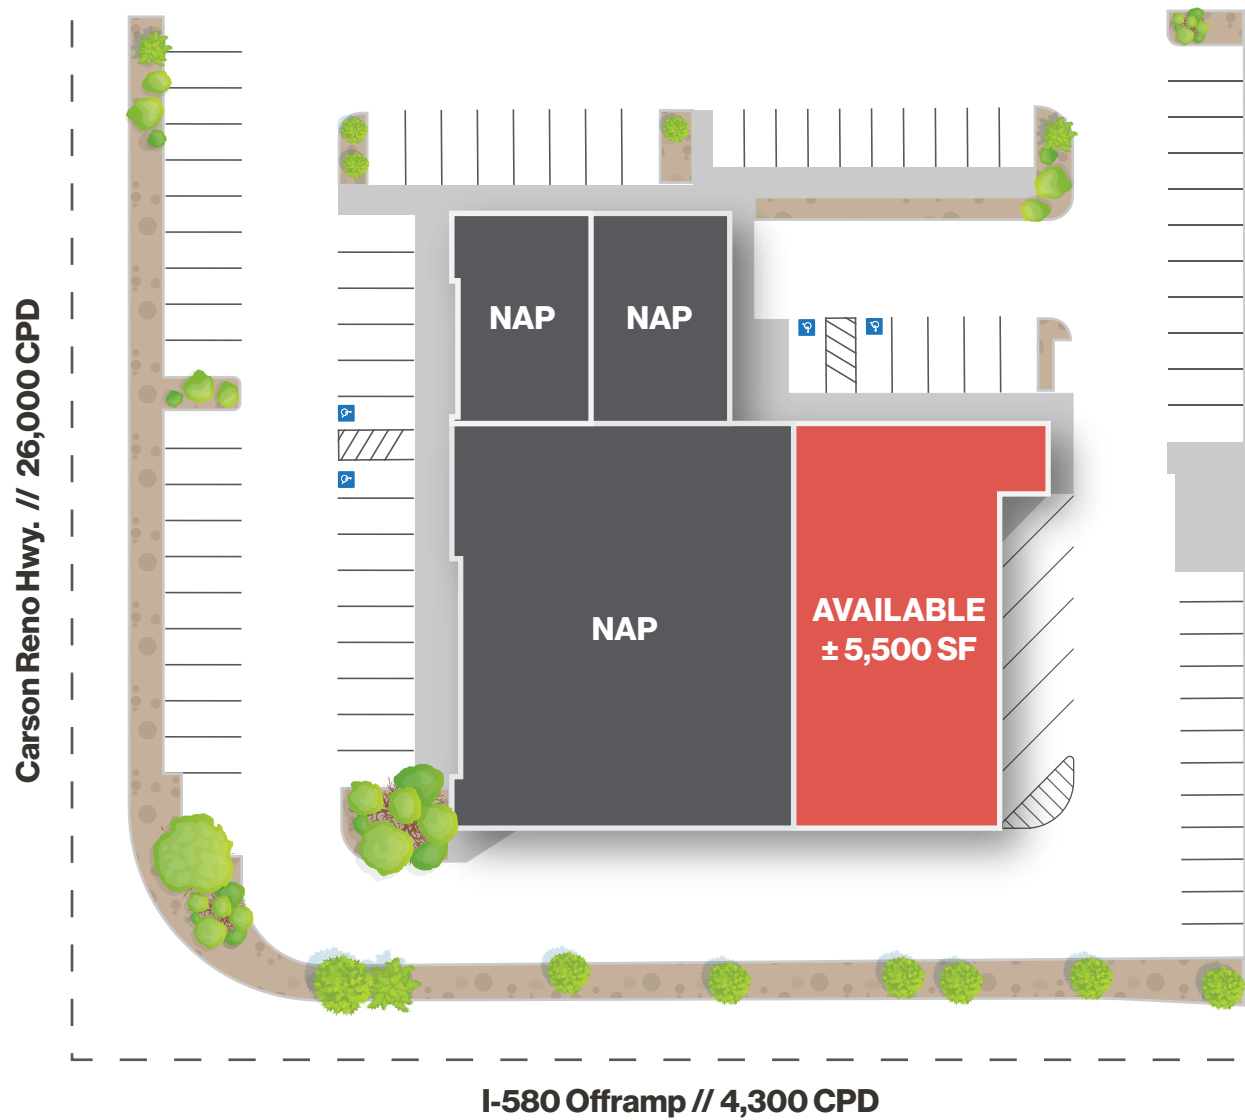 NAP
NAP
Carson Reno Hwy. // 26,000 CPD
NAP
AVAILABLE
± 5,500 SF
I-580 Offramp // 4,300 CPD